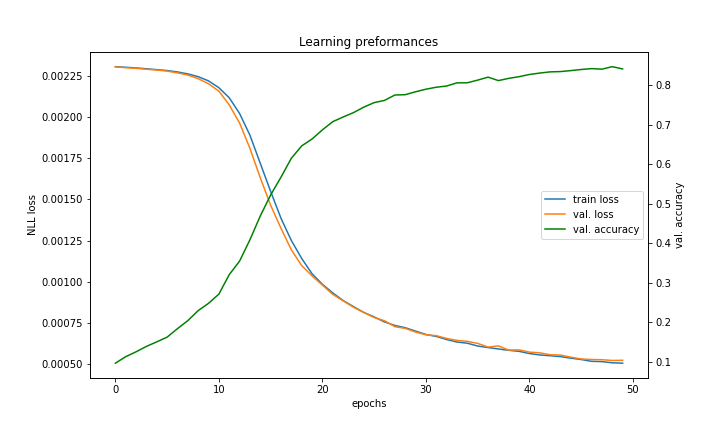 Learning preformances
NLL loss
0.00225
0.00200
0.00175
0.00150
0.00125
0.00100
0.00075
0.00050
0.8
0.7
0.6
0.5
0.4
0.3
0.2
0.1
val. accuracy
train loss
val. loss
val. accuracy
0 10 20 30 40 50
epochs